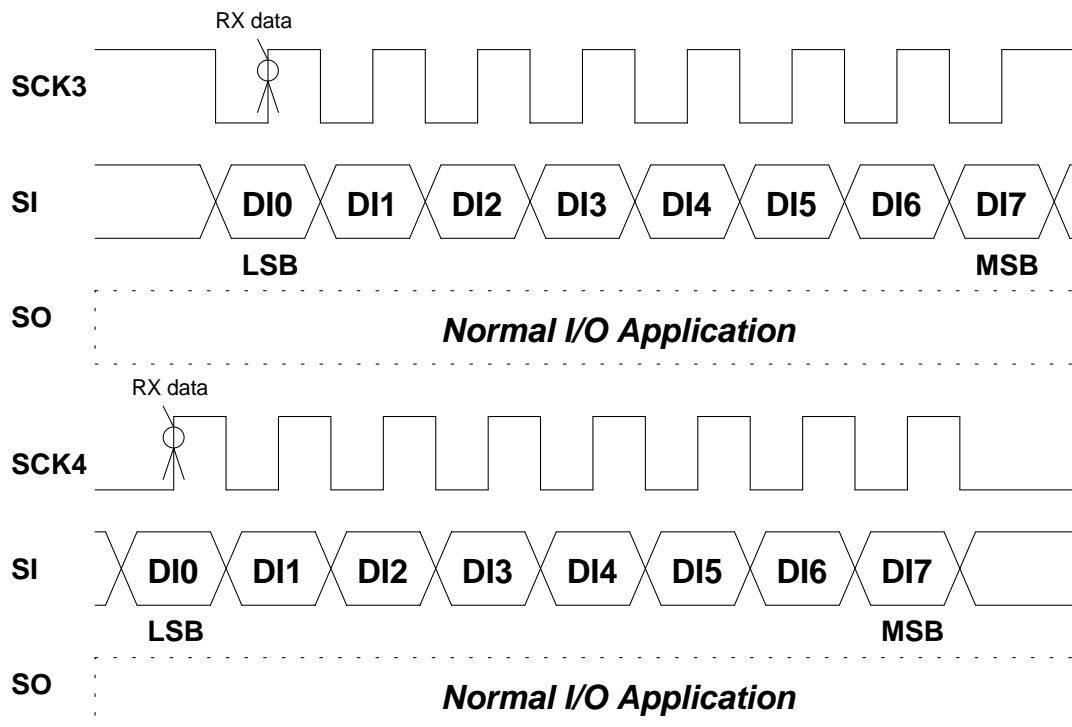 RX data
SCK3
SI DI0 DI1 DI2 DI3 DI4 DI5 DI6 DI7
LSB MSB
SO Normal I/O Application
RX data
SCK4
SI DI0 DI1 DI2 DI3 DI4 DI5 DI6 DI7
LSB MSB
SO Normal I/O Application